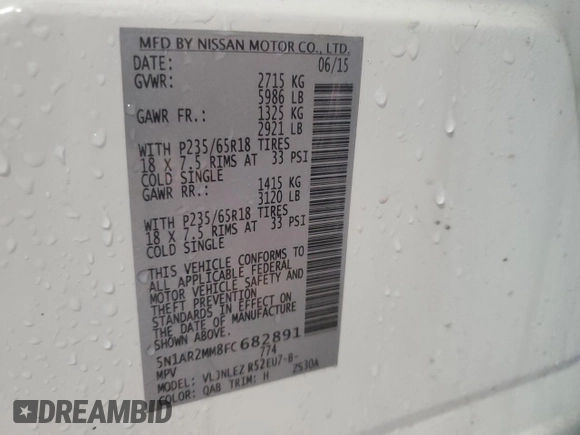 MFD BY NISSAN MOTOR CO., LTD.
DATE: 06/15
GVWR: 2715 KG
5986 LB
GAWR FR.: 1325 KG
2921 LB
WITH P235/65R18 TIRES
18 X 7.5 RIMS AT 33 PSI
COLD SINGLE
GAWR RR.: 1415 KG
3120 LB
WITH P235/65R18 TIRES
18 X 7.5 RIMS AT 33 PSI
COLD SINGLE
THIS VEHICLE CONFORMS TO
ALL APPLICABLE FEDERAL
MOTOR VEHICLE SAFETY AND
THEFT PREVENTION
STANDARDS IN EFFECT ON
THE DATE OF MANUFACTURE
SHOWN ABOVE.
5N1AR2MM8FC682891
MPV 774
MODEL: VLJNLEZ R52EU7-B-
COLOR: QAB TRIM: H 2530A
DREAMBID